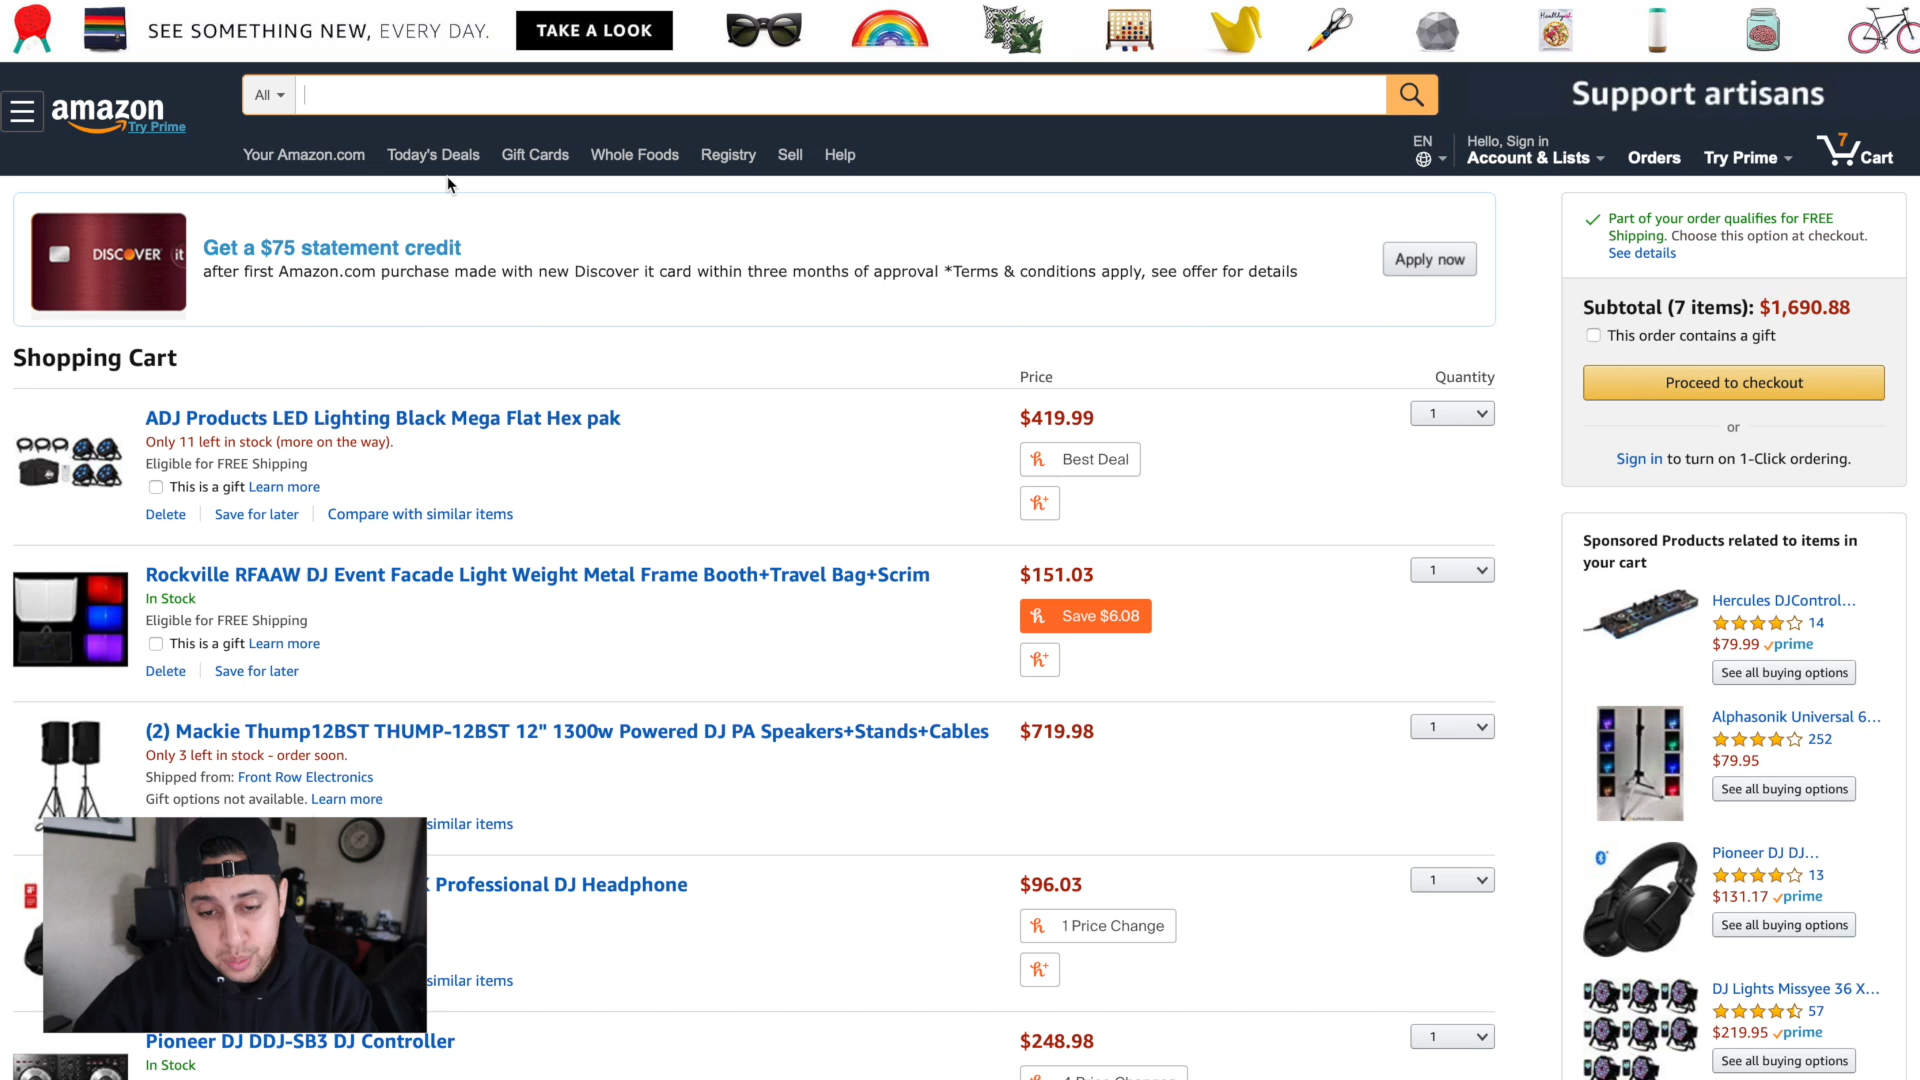 SEE SOMETHING NEW, EVERY DAY. TAKE A LOOK
Healthyish
All
Support artisans
amazon
Try Prime
Your Amazon.com Today's Deals Gift Cards Whole Foods Registry Sell Help
EN
Hello, Sign in
Account & Lists Orders Try Prime 7 Cart
DISCOVER it
Get a $75 statement credit
after first Amazon.com purchase made with new Discover it card within three months of approval *Terms & conditions apply, see offer for details
Apply now
Part of your order qualifies for FREE
Shipping. Choose this option at checkout.
See details
Subtotal (7 items): $1,690.88
This order contains a gift
Proceed to checkout
or
Sign in to turn on 1-Click ordering.
Shopping Cart
Price Quantity
ADJ Products LED Lighting Black Mega Flat Hex pak $419.99 1
Only 11 left in stock (more on the way).
Eligible for FREE Shipping
Best Deal
This is a gift Learn more
Delete Save for later Compare with similar items
Rockville RFAAW DJ Event Facade Light Weight Metal Frame Booth+Travel Bag+Scrim $151.03 1
In Stock
Eligible for FREE Shipping
Save $6.08
This is a gift Learn more
Delete Save for later
(2) Mackie Thump12BST THUMP-12BST 12" 1300w Powered DJ PA Speakers+Stands+Cables $719.98 1
Only 3 left in stock - order soon.
Shipped from: Front Row Electronics
Gift options not available. Learn more
similar items
Professional DJ Headphone $96.03 1
1 Price Change
similar items
Pioneer DJ DDJ-SB3 DJ Controller $248.98 1
In Stock
Sponsored Products related to items in
your cart
Hercules DJControl...
14
$79.99 prime
See all buying options
Alphasonik Universal 6...
252
$79.95
See all buying options
Pioneer DJ DJ...
13
$131.17 prime
See all buying options
DJ Lights Missyee 36 X...
57
$219.95 prime
See all buying options